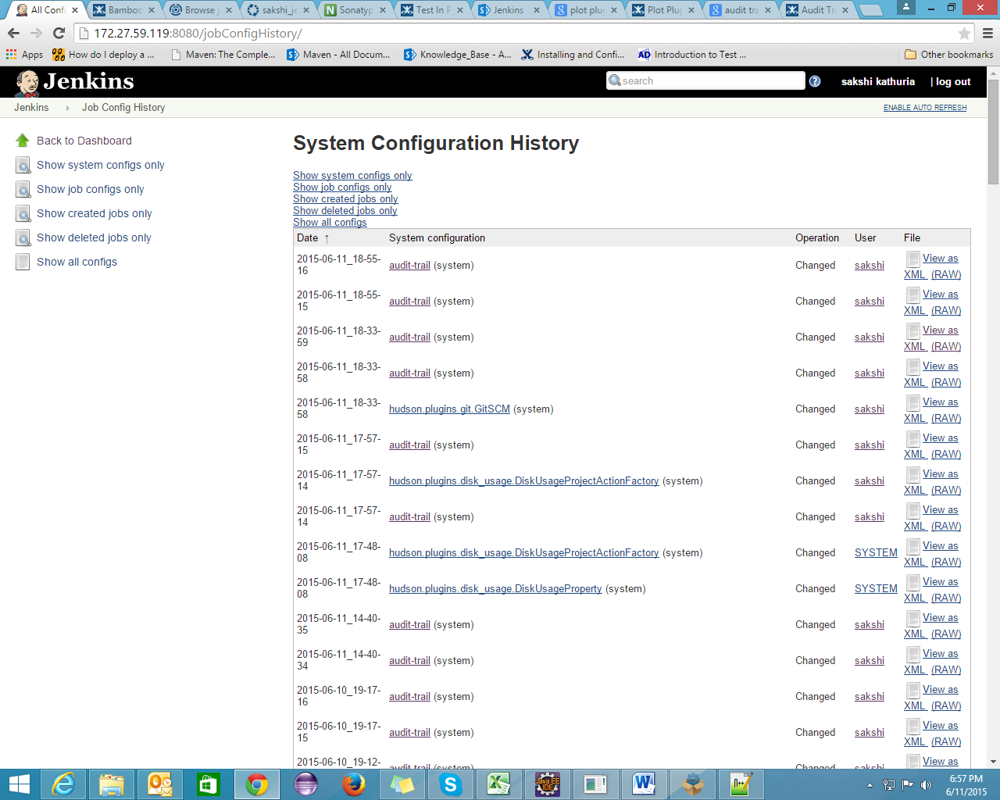 All Confi
Bamboo
Browse J
sakshi_je
Sonatyp
Test In P
Jenkins
plot plug
Plot Plug
audit tra
Audit Tra
172.27.59.119:8080/jobConfigHistory/
Apps How do I deploy a ... Maven: The Comple... Maven - All Docum... Knowledge_Base - A... Installing and Confi... Introduction to Test ... Other bookmarks
Jenkins search sakshi kathuria | log out
Jenkins Job Config History ENABLE AUTO REFRESH
Back to Dashboard
Show system configs only
Show job configs only
Show created jobs only
Show deleted jobs only
Show all configs
System Configuration History
Show system configs only
Show job configs only
Show created jobs only
Show deleted jobs only
Show all configs
Date ↑ System configuration Operation User File
2015-06-11_18-55-
16 audit-trail (system) Changed sakshi View as
XML (RAW)
2015-06-11_18-55-
15 audit-trail (system) Changed sakshi View as
XML (RAW)
2015-06-11_18-33-
59 audit-trail (system) Changed sakshi View as
XML (RAW)
2015-06-11_18-33-
58 audit-trail (system) Changed sakshi View as
XML (RAW)
2015-06-11_18-33-
58 hudson.plugins.git.GitSCM (system) Changed sakshi View as
XML (RAW)
2015-06-11_17-57-
15 audit-trail (system) Changed sakshi View as
XML (RAW)
2015-06-11_17-57-
14 hudson.plugins.disk_usage.DiskUsageProjectActionFactory (system) Changed sakshi View as
XML (RAW)
2015-06-11_17-57-
14 audit-trail (system) Changed sakshi View as
XML (RAW)
2015-06-11_17-48-
08 hudson.plugins.disk_usage.DiskUsageProjectActionFactory (system) Changed SYSTEM View as
XML (RAW)
2015-06-11_17-48-
08 hudson.plugins.disk_usage.DiskUsageProperty (system) Changed SYSTEM View as
XML (RAW)
2015-06-11_14-40-
35 audit-trail (system) Changed sakshi View as
XML (RAW)
2015-06-11_14-40-
34 audit-trail (system) Changed sakshi View as
XML (RAW)
2015-06-10_19-17-
16 audit-trail (system) Changed sakshi View as
XML (RAW)
2015-06-10_19-17-
15 audit-trail (system) Changed sakshi View as
XML (RAW)
2015-06-10_19-12-
audit-trail (system) Changed sakshi View as
6:57 PM
6/11/2015